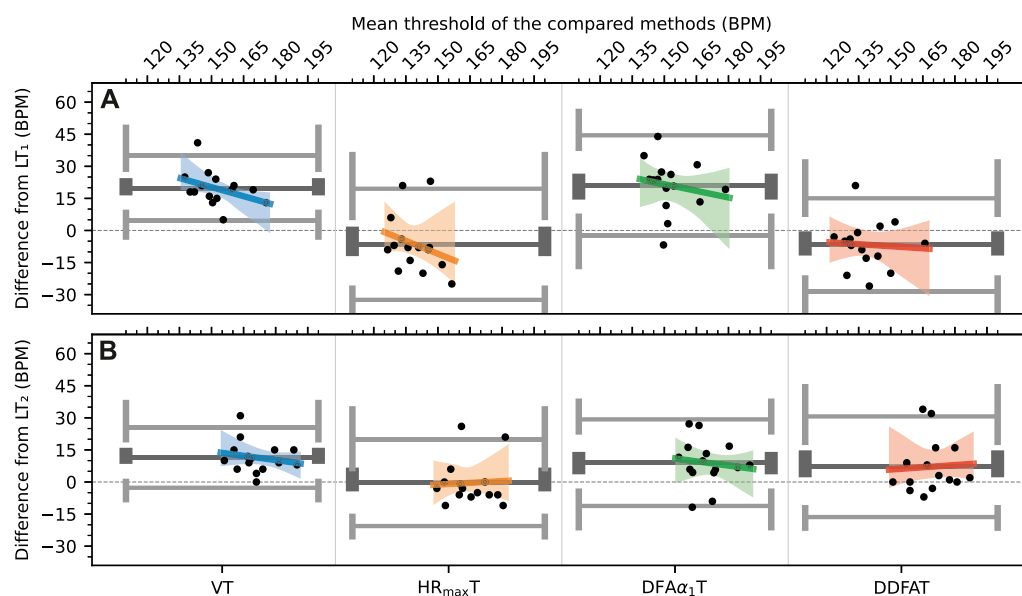 Mean threshold of the compared methods (BPM)
120 135 150 165 180 195 120 135 150 165 180 195 120 135 150 165 180 195 120 135 150 165 180 195
A
Difference from LT₁ (BPM)
60
45
30
15
0
−15
−30
B
Difference from LT₂ (BPM)
60
45
30
15
0
−15
−30
VT HRmaxT DFAα₁T DDFAT